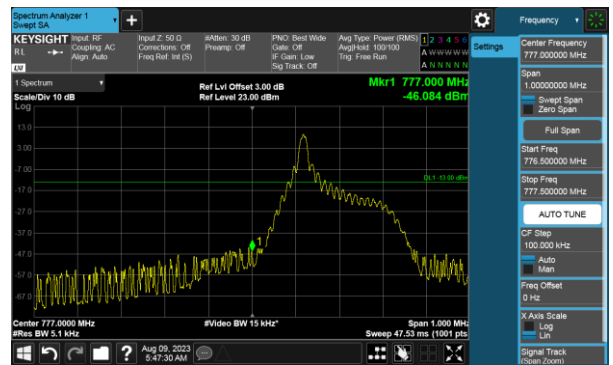 Spectrum Analyzer 1
Swept SA
Frequency
KEYSIGHT Input: RF Input Z: 50 Ω #Atten: 30 dB PNO: Best Wide Avg Type: Power (RMS) 1 2 3 4 5 6
RL Coupling: AC Corrections: Off Preamp: Off Gate: Off Avg|Hold: 100/100 A W W W W W
Align: Auto Freq Ref: Int (S) IF Gain: Low Trig: Free Run
Sig Track: Off A N N N N N
LXI
1 Spectrum
Scale/Div 10 dB
Log
Ref Lvl Offset 3.00 dB
Ref Level 23.00 dBm
Mkr1 777.000 MHz
-46.084 dBm
13.0
3.00
-7.00
-17.0
-27.0
-37.0
-47.0
-57.0
-67.0
DL1 -13.00 dBm
1
Center 777.0000 MHz #Video BW 15 kHz* Span 1.000 MHz
#Res BW 5.1 kHz Sweep 47.53 ms (1001 pts
?
Aug 09, 2023
5:47:30 AM
Settings
Center Frequency
777.000000 MHz
Span
1.00000000 MHz
Swept Span
Zero Span
Full Span
Start Freq
776.500000 MHz
Stop Freq
777.500000 MHz
AUTO TUNE
CF Step
100.000 kHz
Auto
Man
Freq Offset
0 Hz
X Axis Scale
Log
Lin
Signal Track
(Span Zoom)